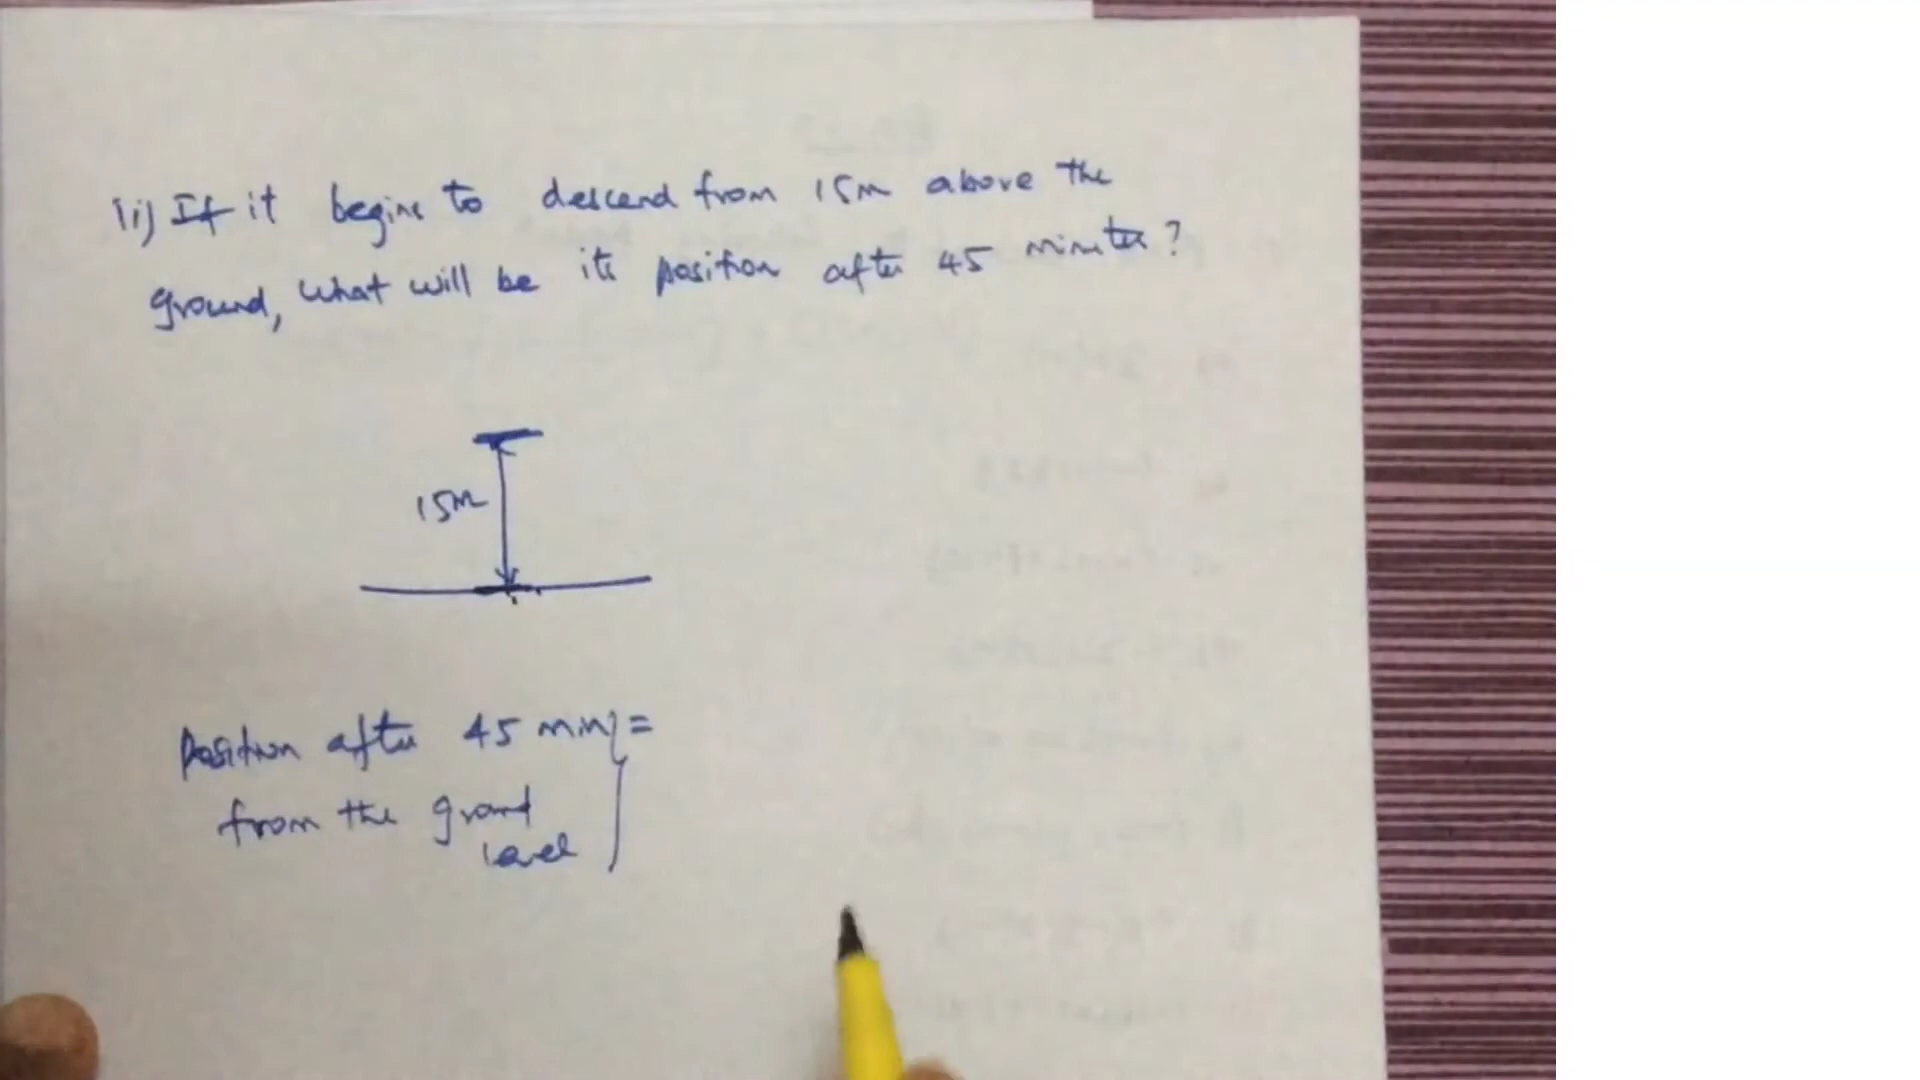 ii) If it begins to descend from 15m above the
ground, what will be its position after 45 minutes?
15m
Position after 45 min =
from the ground
level